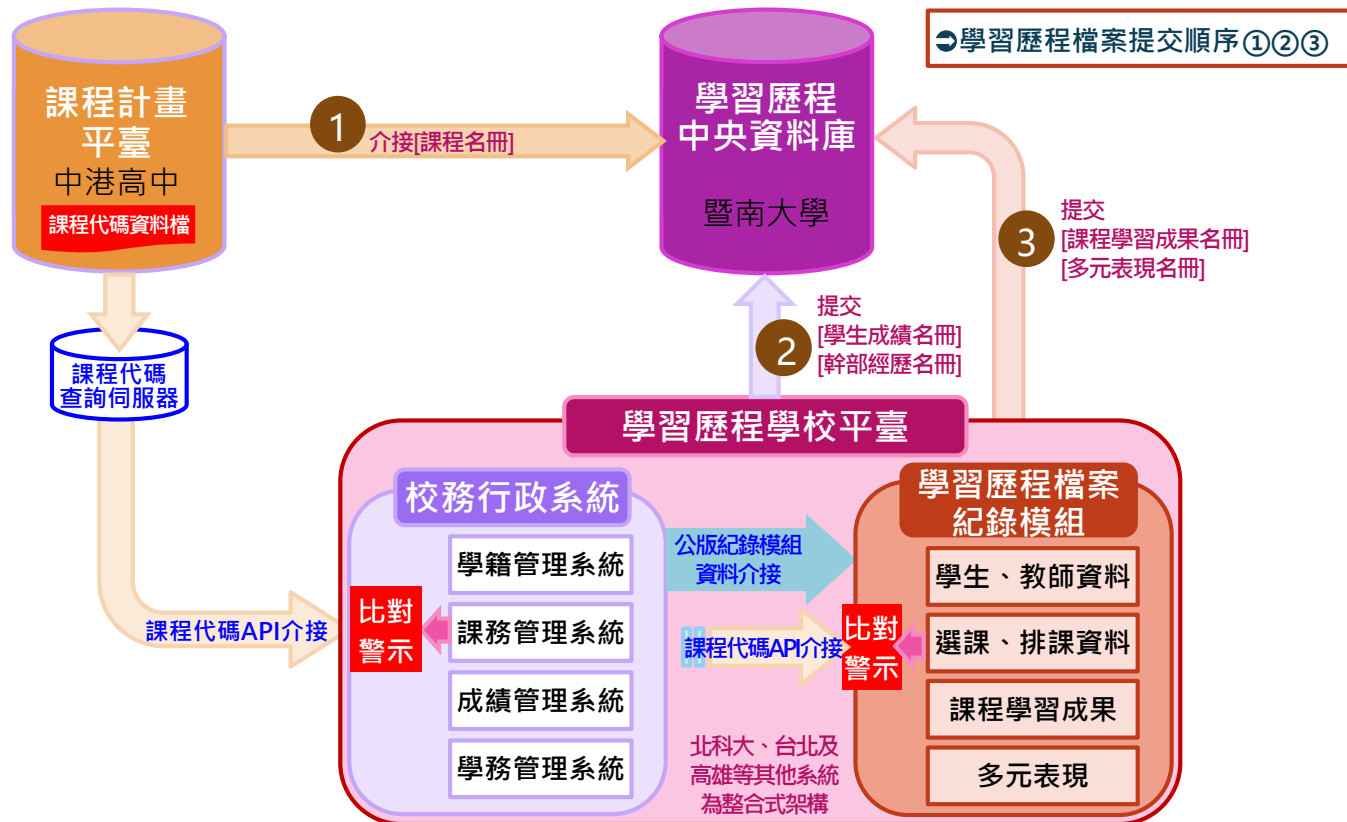 ➲學習歷程檔案提交順序①②③
課程計畫
平臺
中港高中
課程代碼資料檔
1
介接[課程名冊]
學習歷程
中央資料庫
暨南大學
3
提交
[課程學習成果名冊]
[多元表現名冊]
2
提交
[學生成績名冊]
[幹部經歷名冊]
課程代碼
查詢伺服器
課程代碼API介接
學習歷程學校平臺
校務行政系統
學籍管理系統
課務管理系統
成績管理系統
學務管理系統
比對
警示
公版紀錄模組
資料介接
課程代碼API介接
比對
警示
北科大、台北及
高雄等其他系統
為整合式架構
學習歷程檔案
紀錄模組
學生、教師資料
選課、排課資料
課程學習成果
多元表現